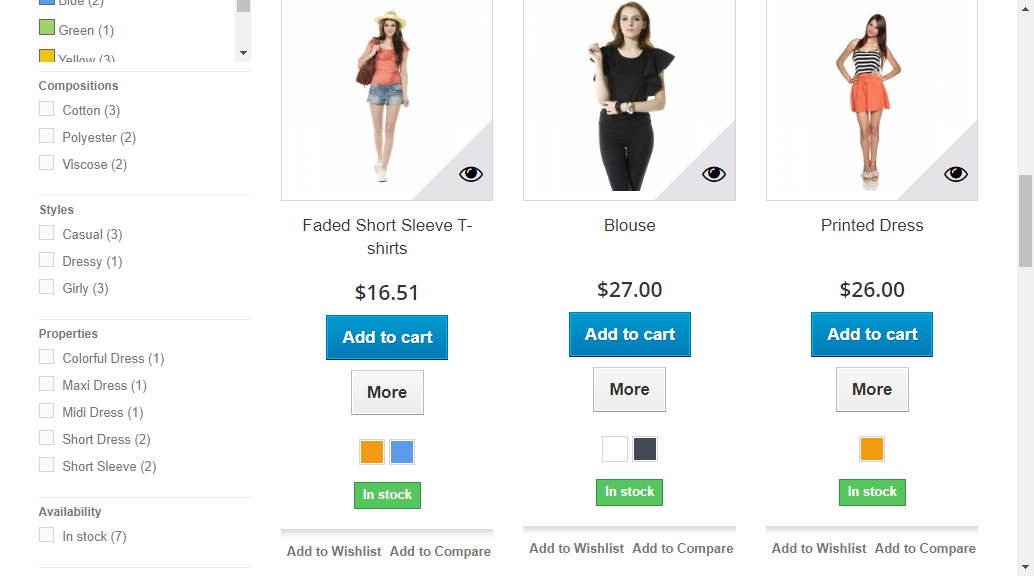 Blue (2)
Green (1)
Yellow (3)
Compositions
Cotton (3)
Polyester (2)
Viscose (2)
Styles
Casual (3)
Dressy (1)
Girly (3)
Properties
Colorful Dress (1)
Maxi Dress (1)
Midi Dress (1)
Short Dress (2)
Short Sleeve (2)
Availability
In stock (7)
Faded Short Sleeve T-
shirts
$16.51
Add to cart
More
In stock
Add to Wishlist Add to Compare
Blouse
$27.00
Add to cart
More
In stock
Add to Wishlist Add to Compare
Printed Dress
$26.00
Add to cart
More
In stock
Add to Wishlist Add to Compare